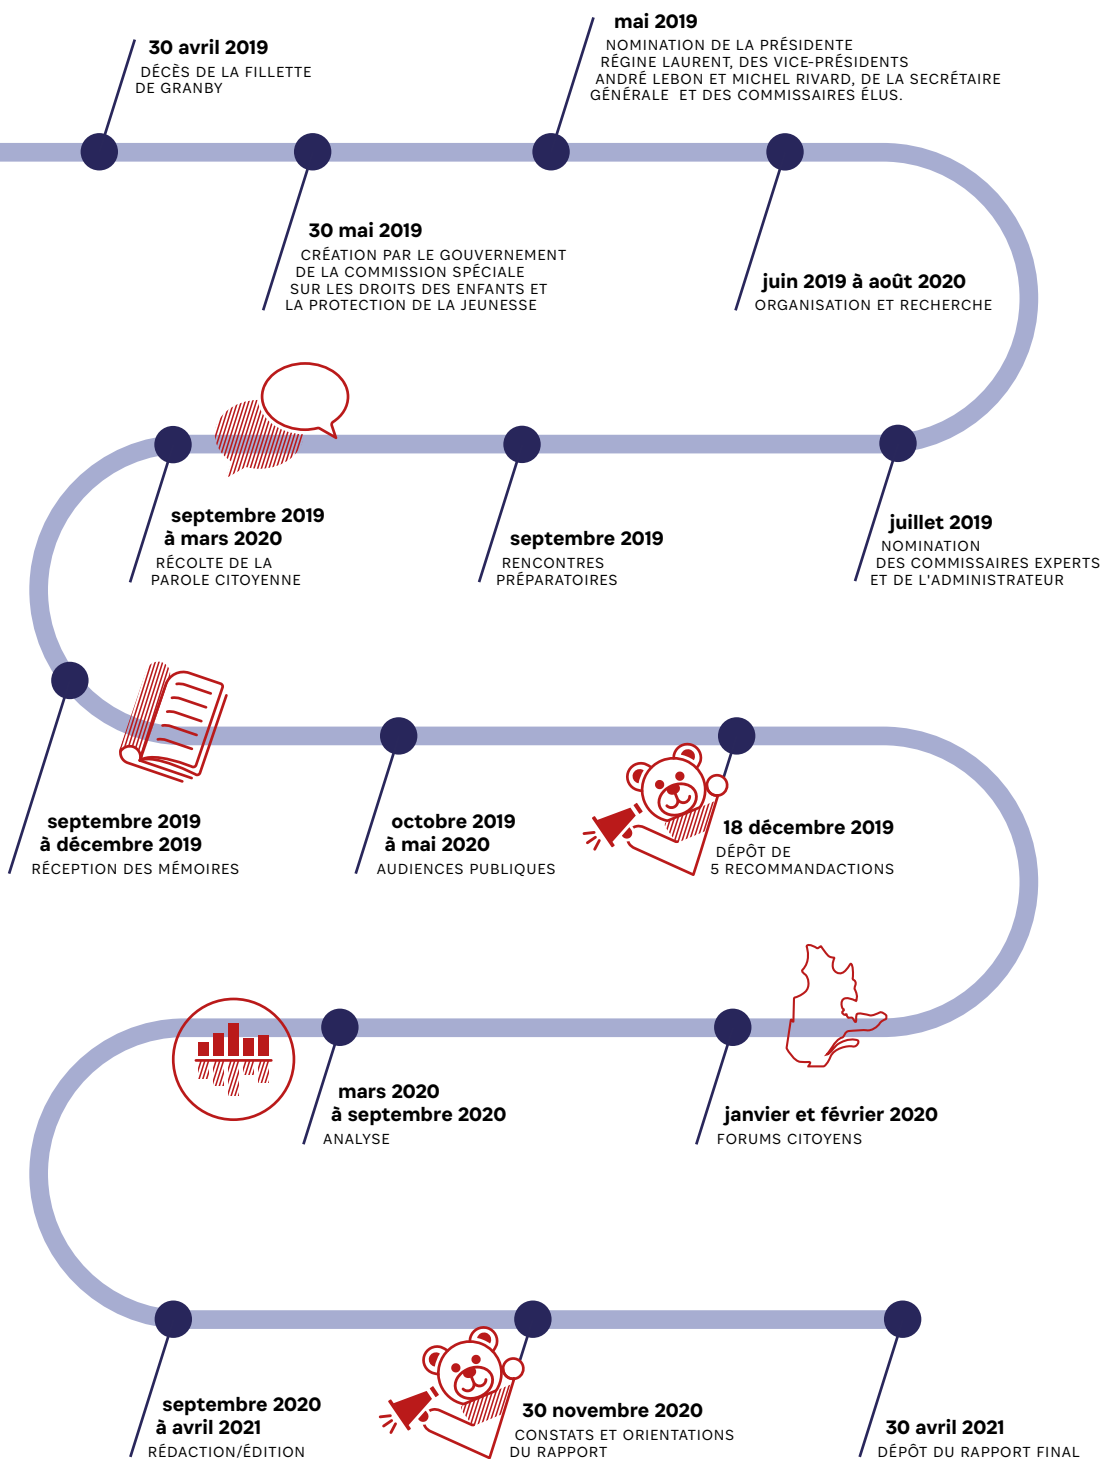 30 avril 2019
DÉCÈS DE LA FILLETTE
DE GRANBY
30 mai 2019
CRÉATION PAR LE GOUVERNEMENT
DE LA COMMISSION SPÉCIALE
SUR LES DROITS DES ENFANTS ET
LA PROTECTION DE LA JEUNESSE
mai 2019
NOMINATION DE LA PRÉSIDENTE
RÉGINE LAURENT, DES VICE-PRÉSIDENTS
ANDRÉ LEBON ET MICHEL RIVARD, DE LA SECRÉTAIRE
GÉNÉRALE ET DES COMMISSAIRES ÉLUS.
juin 2019 à août 2020
ORGANISATION ET RECHERCHE
juillet 2019
NOMINATION
DES COMMISSAIRES EXPERTS
ET DE L'ADMINISTRATEUR
septembre 2019
RENCONTRES
PRÉPARATOIRES
septembre 2019
à mars 2020
RÉCOLTE DE LA
PAROLE CITOYENNE
septembre 2019
à décembre 2019
RÉCEPTION DES MÉMOIRES
octobre 2019
à mai 2020
AUDIENCES PUBLIQUES
18 décembre 2019
DÉPÔT DE
5 RECOMMANDACTIONS
janvier et février 2020
FORUMS CITOYENS
mars 2020
à septembre 2020
ANALYSE
septembre 2020
à avril 2021
RÉDACTION/ÉDITION
30 novembre 2020
CONSTATS ET ORIENTATIONS
DU RAPPORT
30 avril 2021
DÉPÔT DU RAPPORT FINAL